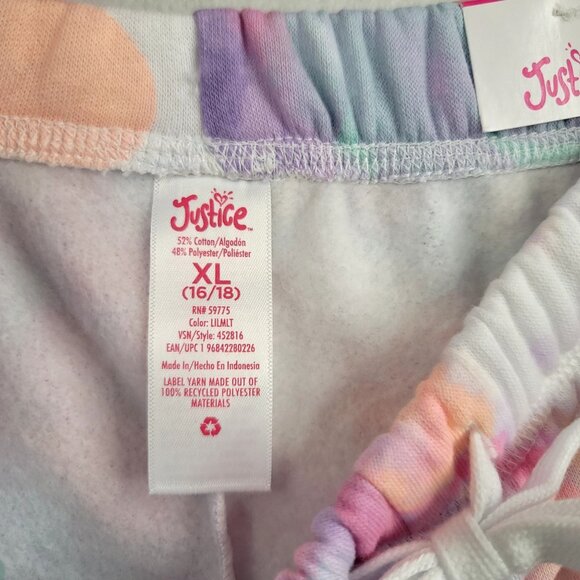 Justice
Justice™
52% Cotton/Algodón
48% Polyester/Poliéster
XL
(16/18)
RN# 59775
Color: LILMLT
VSN/Style: 452816
EAN/UPC 1 96842280226
Made In/Hecho En Indonesia
LABEL YARN MADE OUT OF
100% RECYCLED POLYESTER
MATERIALS